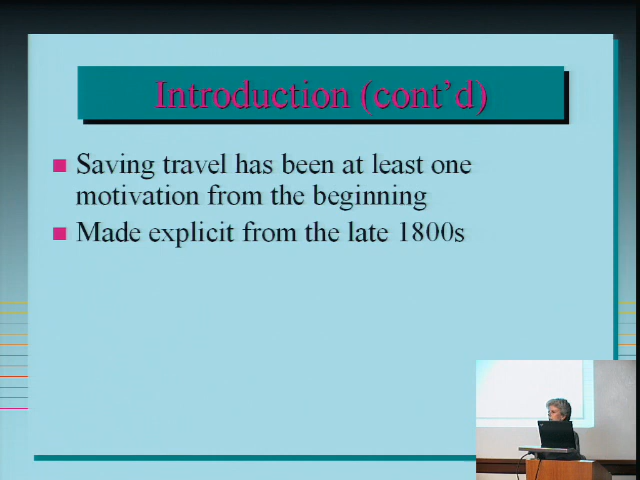 Introduction (cont'd)
Saving travel has been at least one
motivation from the beginning
Made explicit from the late 1800s